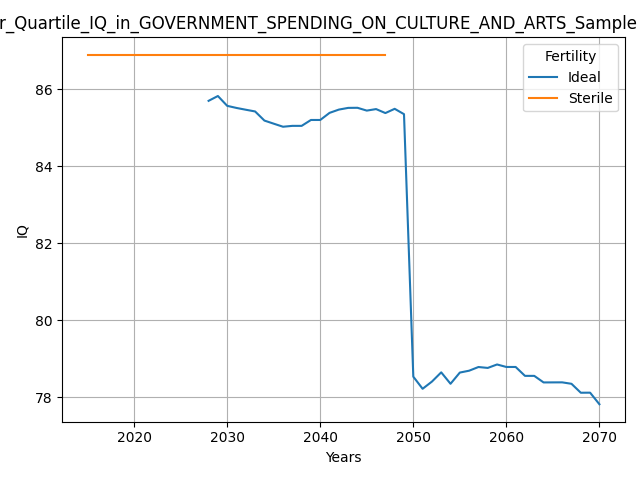 r_Quartile_IQ_in_GOVERNMENT_SPENDING_ON_CULTURE_AND_ARTS_Sample
Fertility
Ideal
Sterile
86
84
82
80
78
IQ
2020 2030 2040 2050 2060 2070
Years